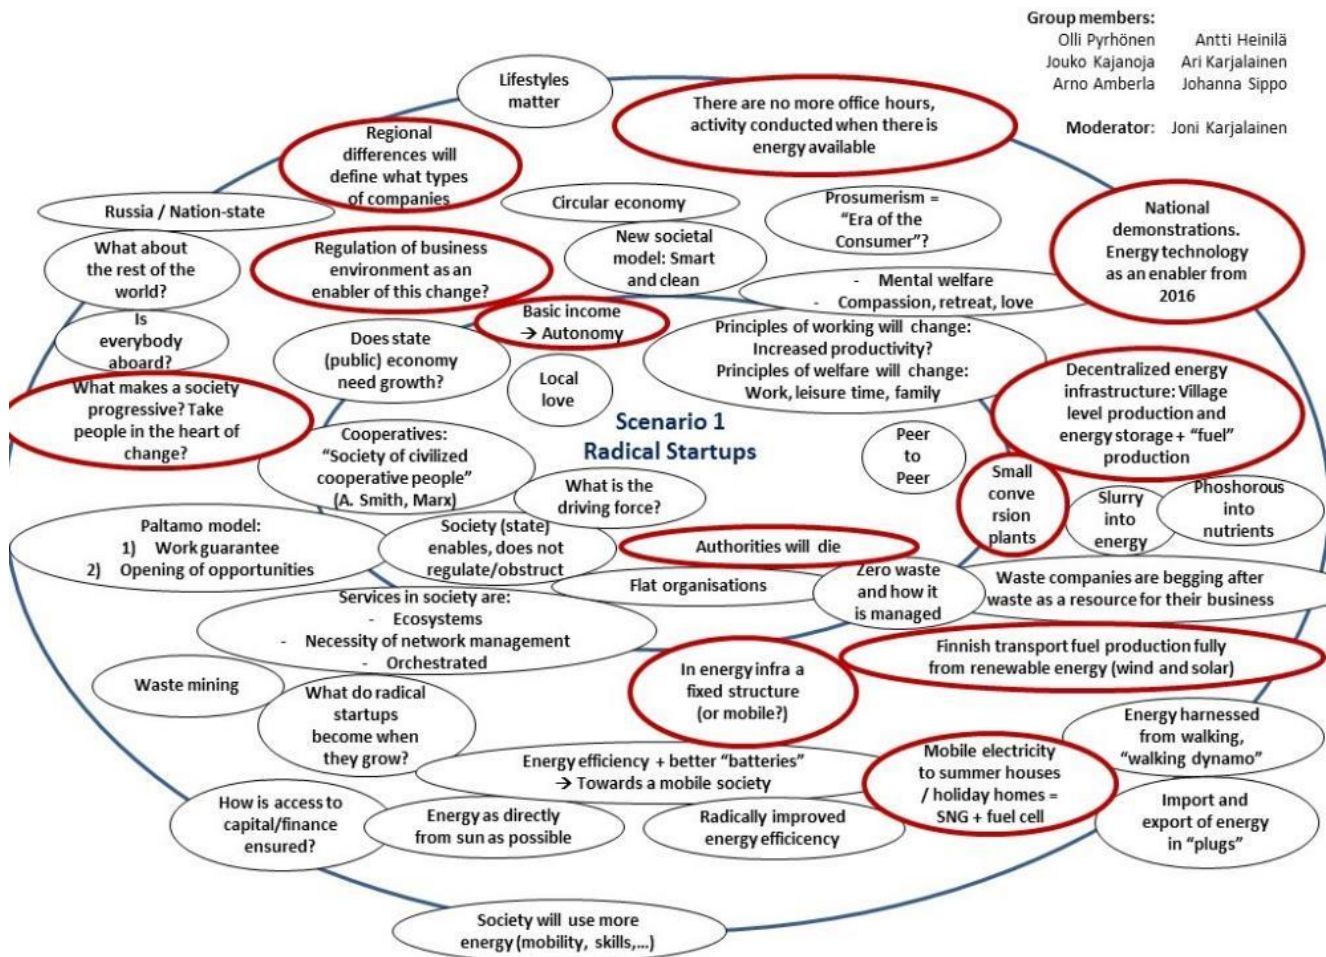 Group members:
Olli Pyrhönen Antti Heinilä
Jouko Kajanoja Ari Karjalainen
Arno Amberla Johanna Sippo
Moderator: Joni Karjalainen
Lifestyles
matter
There are no more office hours,
activity conducted when there is
energy available
Regional
differences will
define what types
of companies
Russia / Nation-state
Circular economy
Prosumerism =
“Era of the
Consumer”?
National
demonstrations.
Energy technology
as an enabler from
2016
What about
the rest of the
world?
Regulation of business
environment as an
enabler of this change?
New societal
model: Smart
and clean
- Mental welfare
- Compassion, retreat, love
Is
everybody
aboard?
Does state
(public) economy
need growth?
Basic income
→ Autonomy
Principles of working will change:
Increased productivity?
Principles of welfare will change:
Work, leisure time, family
Local
love
What makes a society
progressive? Take
people in the heart of
change?
Decentralized energy
infrastructure: Village
level production and
energy storage + “fuel”
production
Scenario 1
Radical Startups
Cooperatives:
“Society of civilized
cooperative people”
(A. Smith, Marx)
Peer
to
Peer
Small
conve
rsion
plants
Slurry
into
energy
Phoshorous
into
nutrients
What is the
driving force?
Paltamo model:
1) Work guarantee
2) Opening of opportunities
Society (state)
enables, does not
regulate/obstruct
Authorities will die
Flat organisations
Zero waste
and how it
is managed
Waste companies are begging after
waste as a resource for their business
Services in society are:
- Ecosystems
- Necessity of network management
- Orchestrated
Finnish transport fuel production fully
from renewable energy (wind and solar)
Waste mining
What do radical
startups
become when
they grow?
In energy infra a
fixed structure
(or mobile?)
Energy harnessed
from walking,
“walking dynamo”
Energy efficiency + better “batteries”
→ Towards a mobile society
Mobile electricity
to summer houses
/ holiday homes =
SNG + fuel cell
How is access to
capital/finance
ensured?
Energy as directly
from sun as possible
Radically improved
energy efficicency
Import and
export of energy
in “plugs”
Society will use more
energy (mobility, skills,...)